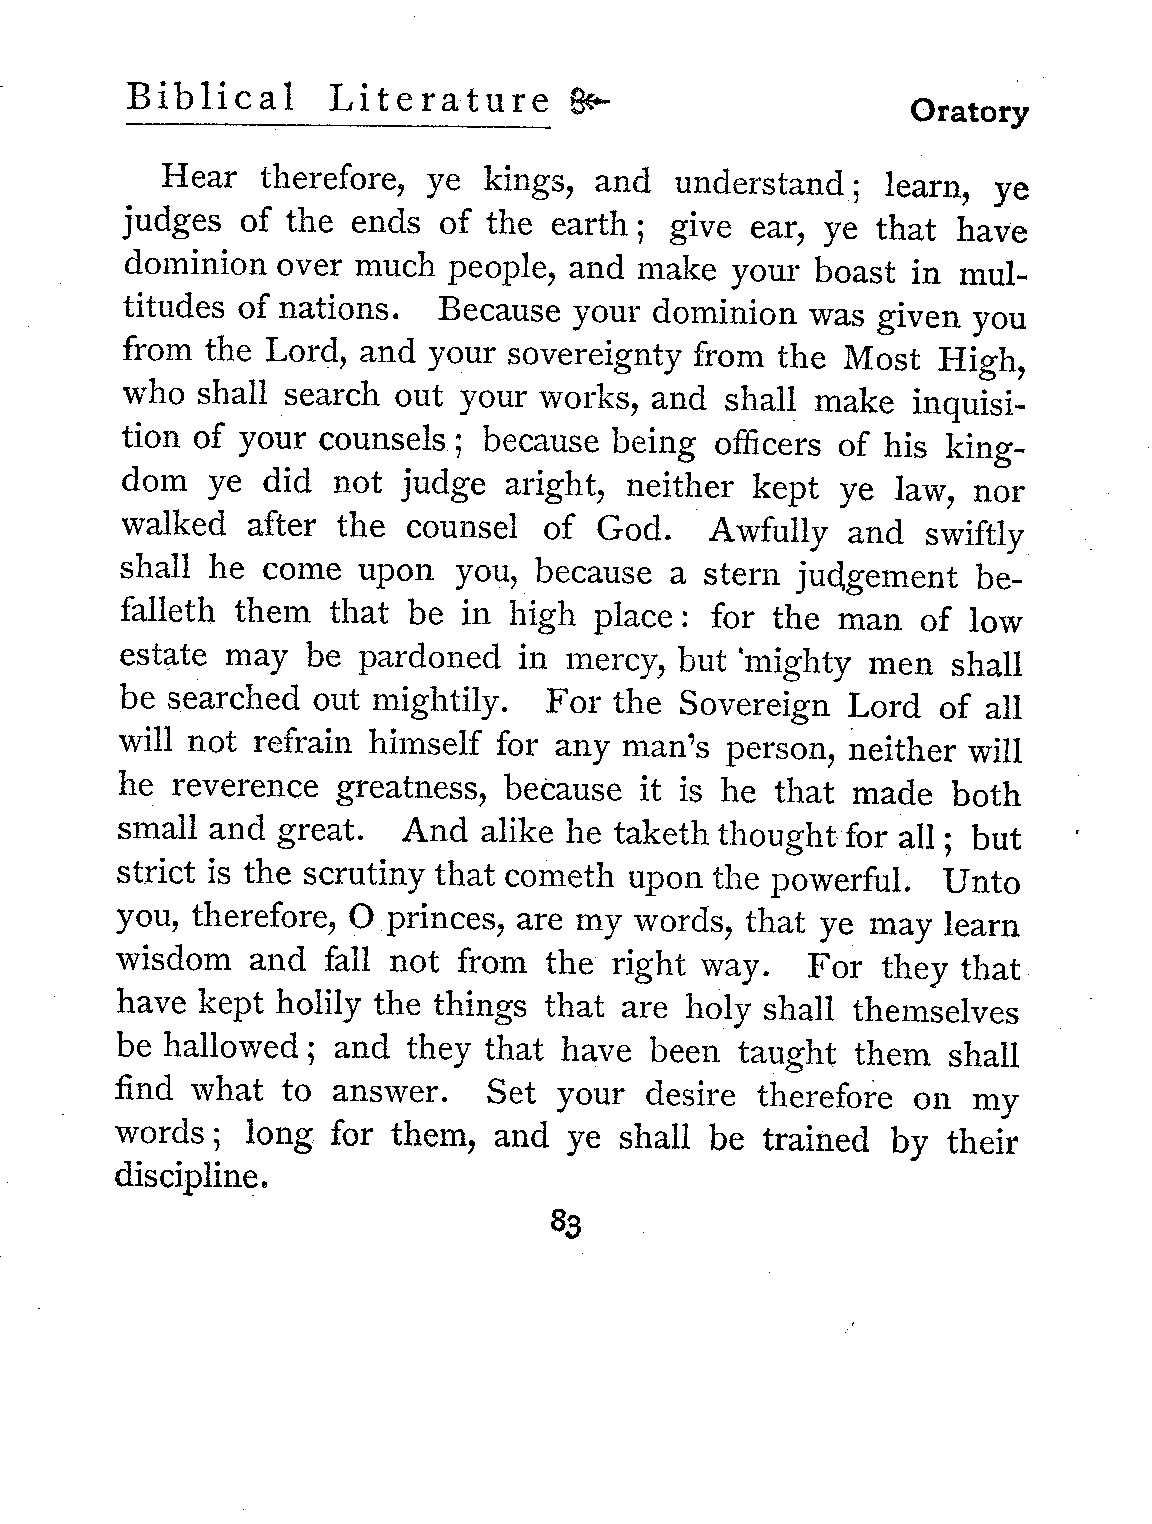 Biblical Literature Oratory
Hear therefore, ye kings, and understand; learn, ye
judges of the ends of the earth; give ear, ye that have
dominion over much people, and make your boast in mul-
titudes of nations. Because your dominion was given you
from the Lord, and your sovereignty from the Most High,
who shall search out your works, and shall make inquisi-
tion of your counsels; because being officers of his king-
dom ye did not judge aright, neither kept ye law, nor
walked after the counsel of God. Awfully and swiftly
shall he come upon you, because a stern judgement be-
falleth them that be in high place: for the man of low
estate may be pardoned in mercy, but mighty men shall
be searched out mightily. For the Sovereign Lord of all
will not refrain himself for any man's person, neither will
he reverence greatness, because it is he that made both
small and great. And alike he taketh thought for all; but
strict is the scrutiny that cometh upon the powerful. Unto
you, therefore, O princes, are my words, that ye may learn
wisdom and fall not from the right way. For they that
have kept holily the things that are holy shall themselves
be hallowed; and they that have been taught them shall
find what to answer. Set your desire therefore on my
words; long for them, and ye shall be trained by their
discipline.
83